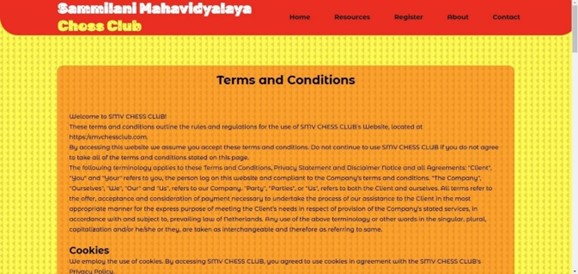 Sammilani Mahavidyalaya
Chess Club
Home Resources Register About Contact
Terms and Conditions
Welcome to SMV CHESS CLUB!
These terms and conditions outline the rules and regulations for the use of SMV CHESS CLUB's Website, located at
https:/smvchessclub.com.
By accessing this website we assume you accept these terms and conditions. Do not continue to use SMV CHESS CLUB if you do not agree
to take all of the terms and conditions stated on this page.
The following terminology applies to these Terms and Conditions, Privacy Statement and Disclaimer Notice and all Agreements: "Client",
"You" and "Your" refers to you, the person log on this website and compliant to the Company's terms and conditions. "The Company",
"Ourselves", "We", "Our" and "Us", refers to our Company. "Party", "Parties", or "Us", refers to both the Client and ourselves. All terms refer to
the offer, acceptance and consideration of payment necessary to undertake the process of our assistance to the Client in the most
appropriate manner for the express purpose of meeting the Client's needs in respect of provision of the Company's stated services, in
accordance with and subject to, prevailing law of Netherlands. Any use of the above terminology or other words in the singular, plural,
capitalization and/or he/she or they, are taken as interchangeable and therefore as referring to same.
Cookies
We employ the use of cookies. By accessing SMV CHESS CLUB, you agreed to use cookies in agreement with the SMV CHESS CLUB's
Privacy Policy.